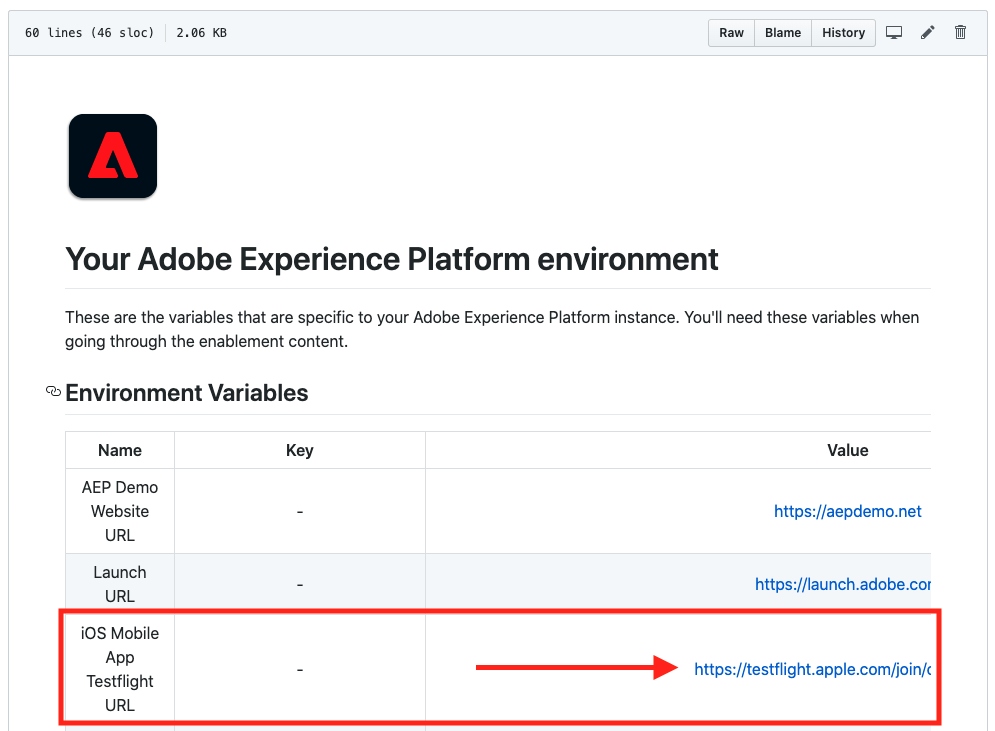 60 lines (46 sloc) 2.06 KB Raw Blame History
Your Adobe Experience Platform environment
These are the variables that are specific to your Adobe Experience Platform instance. You'll need these variables when
going through the enablement content.
Environment Variables
Name Key Value
AEP Demo
Website
URL
-
https://aepdemo.net
Launch
URL
-
https://launch.adobe.com
iOS Mobile
App
Testflight
URL
-
https://testflight.apple.com/join/